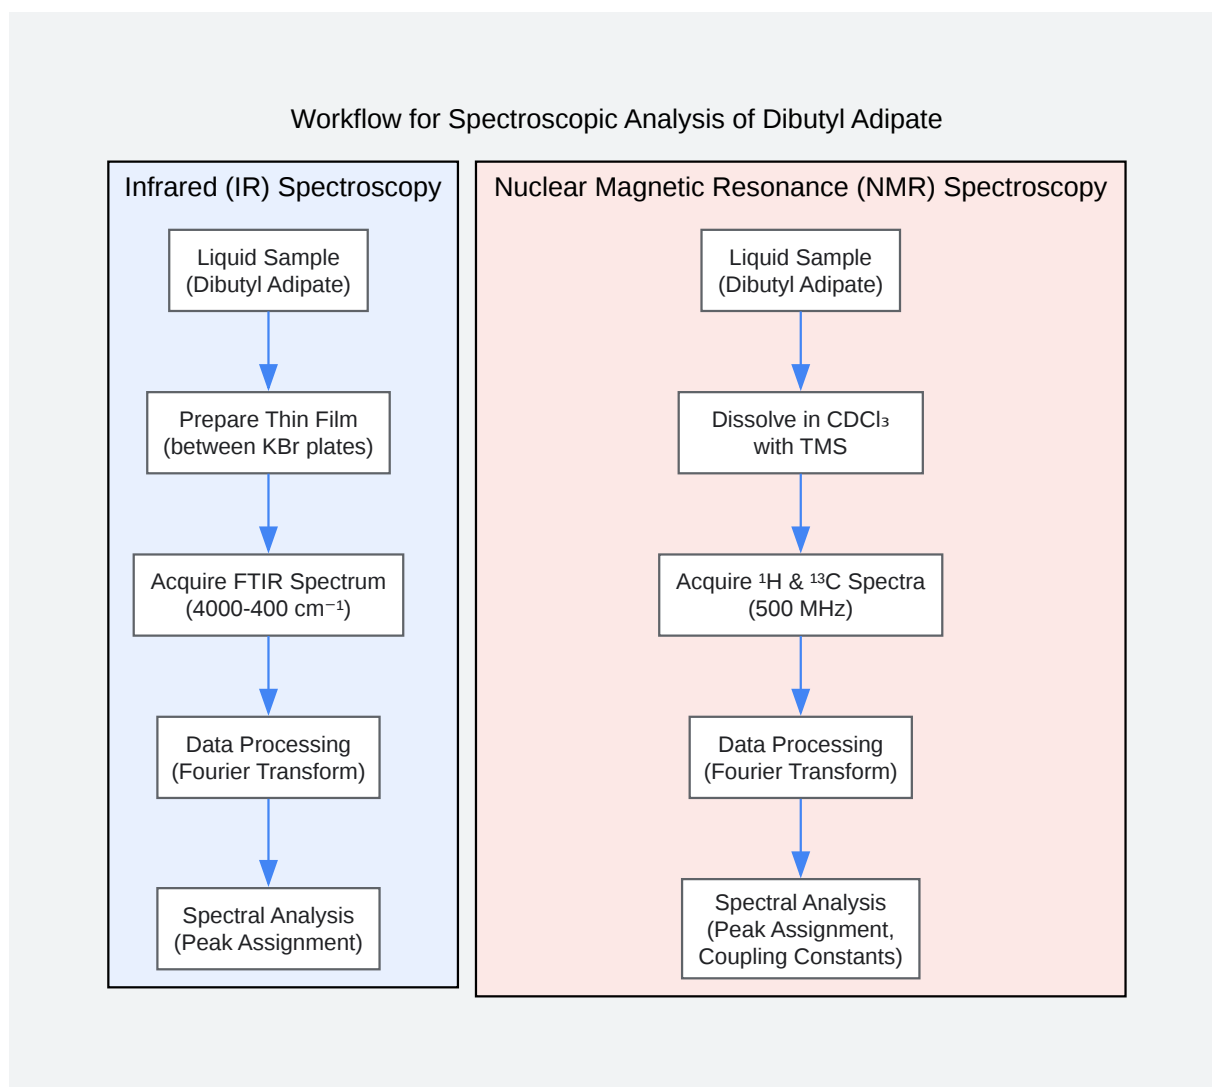 Workflow for Spectroscopic Analysis of Dibutyl Adipate
Infrared (IR) Spectroscopy
Liquid Sample
(Dibutyl Adipate)
Prepare Thin Film
(between KBr plates)
Acquire FTIR Spectrum
(4000-400 cm⁻¹)
Data Processing
(Fourier Transform)
Spectral Analysis
(Peak Assignment)
Nuclear Magnetic Resonance (NMR) Spectroscopy
Liquid Sample
(Dibutyl Adipate)
Dissolve in CDCl₃
with TMS
Acquire ¹H & ¹³C Spectra
(500 MHz)
Data Processing
(Fourier Transform)
Spectral Analysis
(Peak Assignment,
Coupling Constants)